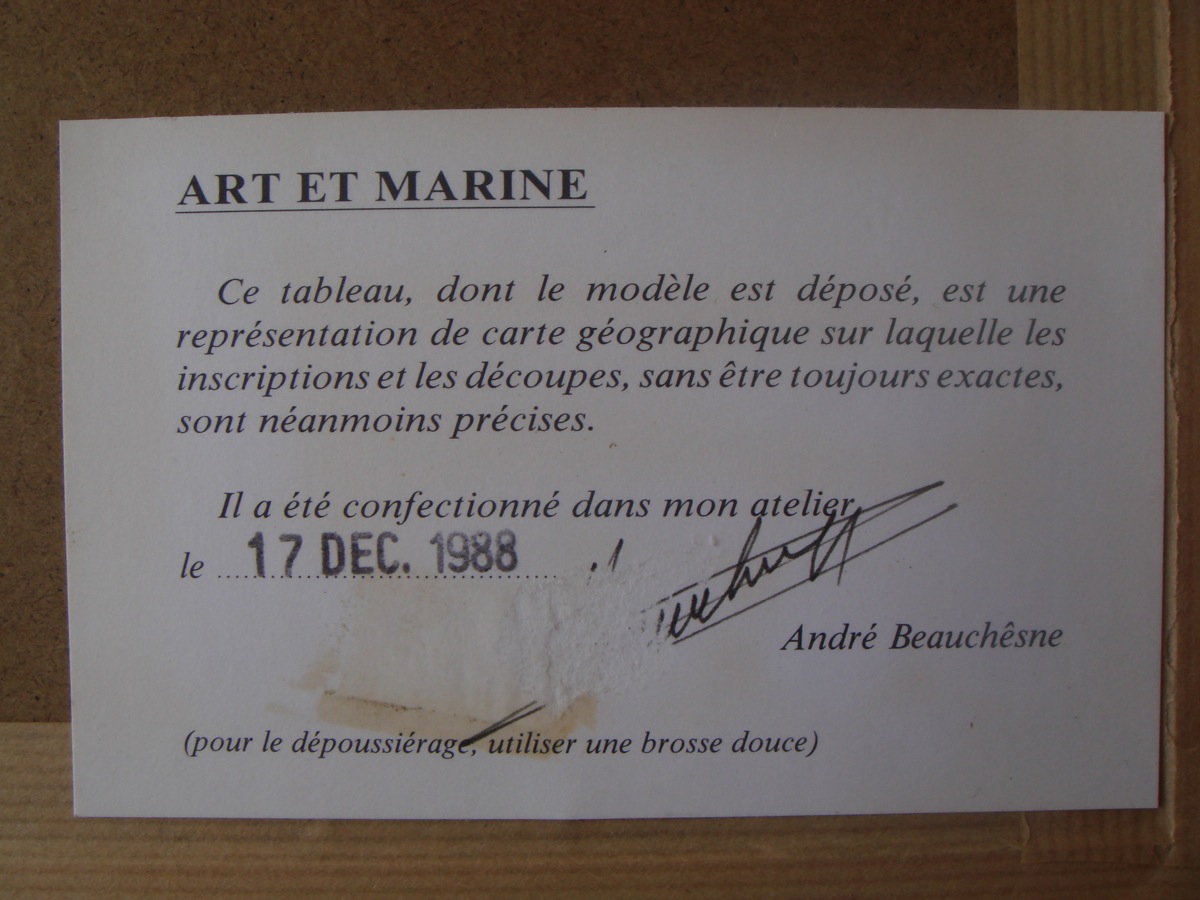 ART ET MARINE
Ce tableau, dont le modèle est déposé, est une
représentation de carte géographique sur laquelle les
inscriptions et les découpes, sans être toujours exactes,
sont néanmoins précises.
Il a été confectionné dans mon atelier
le 17 DEC. 1988
André Beauchêsne
(pour le dépoussiérage, utiliser une brosse douce)